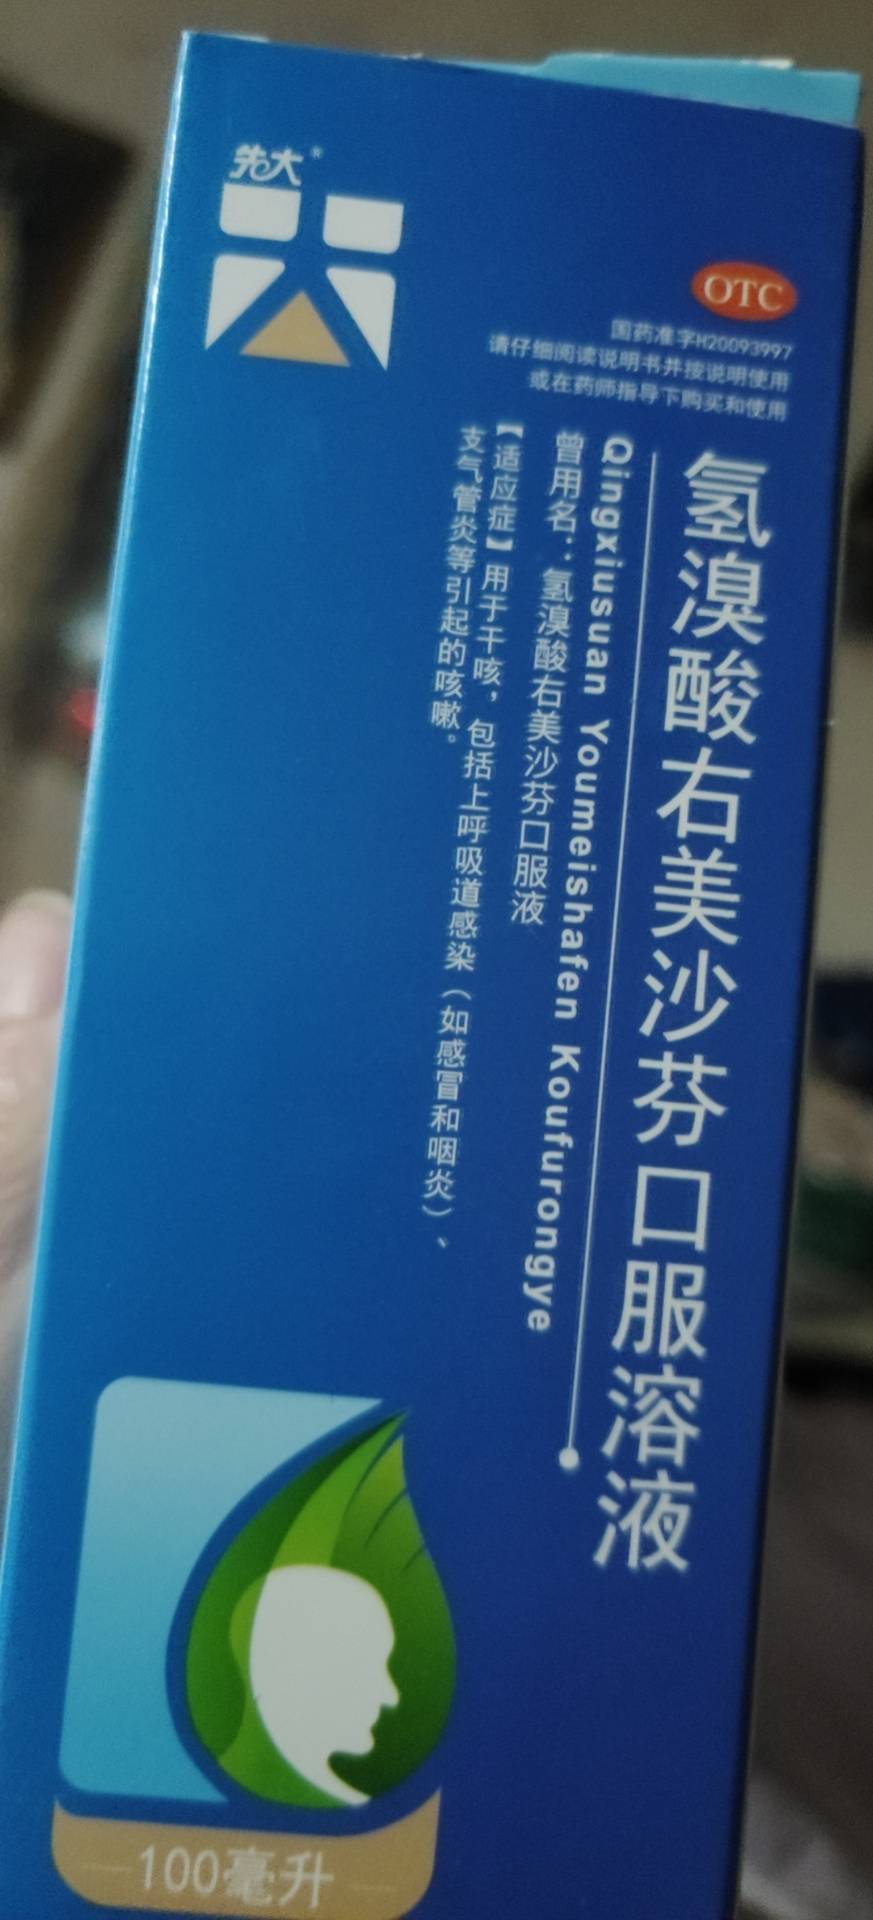 先大®
OTC
国药准字H20093997
请仔细阅读说明书并按说明使用
或在药师指导下购买和使用
氢溴酸右美沙芬口服溶液
Qingxiusuan Youmeishafen Koufurongye
曾用名：氢溴酸右美沙芬口服液
【适应症】用于干咳，包括上呼吸道感染（如感冒和咽炎）、
支气管炎等引起的咳嗽。
100毫升